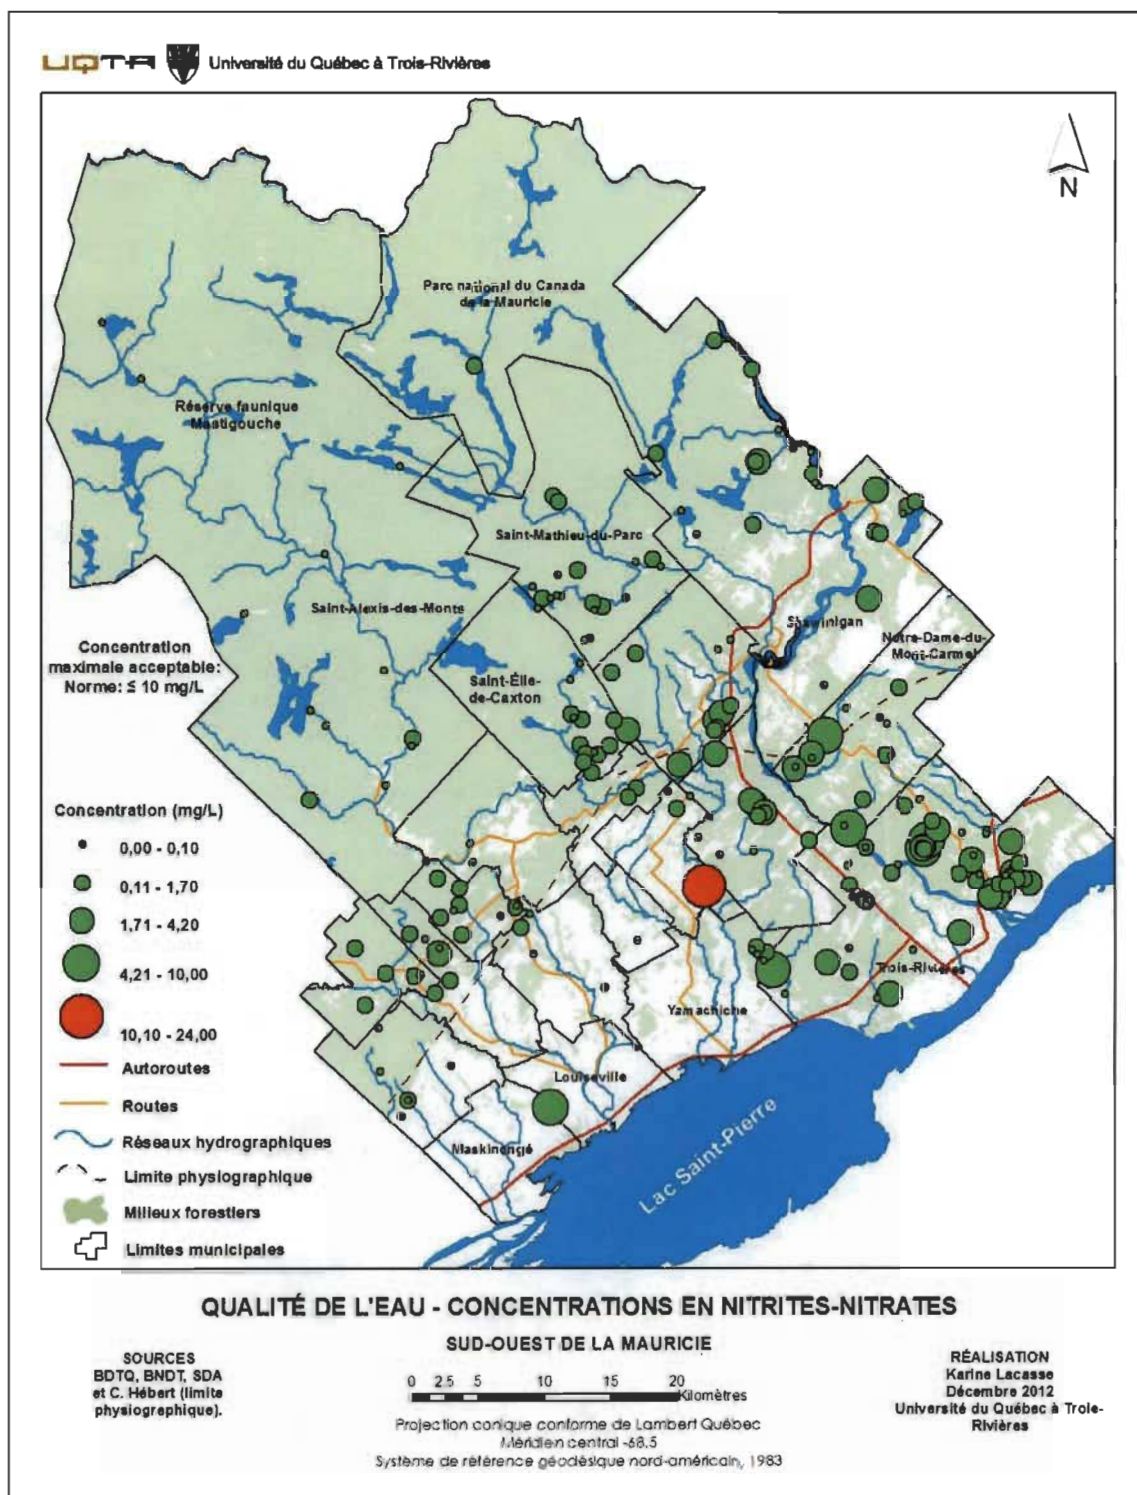 UQTR Université du Québec à Trois-Rivières
N
Parc national du Canada
de la Mauricie
Réserve faunique
Mastigouche
Saint-Mathieu-du-Parc
Saint-Alexis-des-Monts
Shawinigan
Notre-Dame-du-
Mont-Carmel
Concentration
maximale acceptable:
Norme: ≤ 10 mg/L
Saint-Élie-
de-Caxton
Concentration (mg/L)
0,00 - 0,10
0,11 - 1,70
1,71 - 4,20
4,21 - 10,00
10,10 - 24,00
Autoroutes
Routes
Réseaux hydrographiques
Limite physiographique
Milieux forestiers
Limites municipales
Trois-Rivières
Yamachiche
Louiseville
Maskinongé
Lac Saint-Pierre
QUALITÉ DE L'EAU - CONCENTRATIONS EN NITRITES-NITRATES
SUD-OUEST DE LA MAURICIE
SOURCES
BDTQ, BNDT, SDA
et C. Hébert (limite
physiographique).
0 2.5 5 10 15 20
Kilomètres
Projection conique conforme de Lambert Québec
Méridien central -68.5
Système de référence géodésique nord-américain, 1983
RÉALISATION
Karine Lacasse
Décembre 2012
Université du Québec à Trois-
Rivières